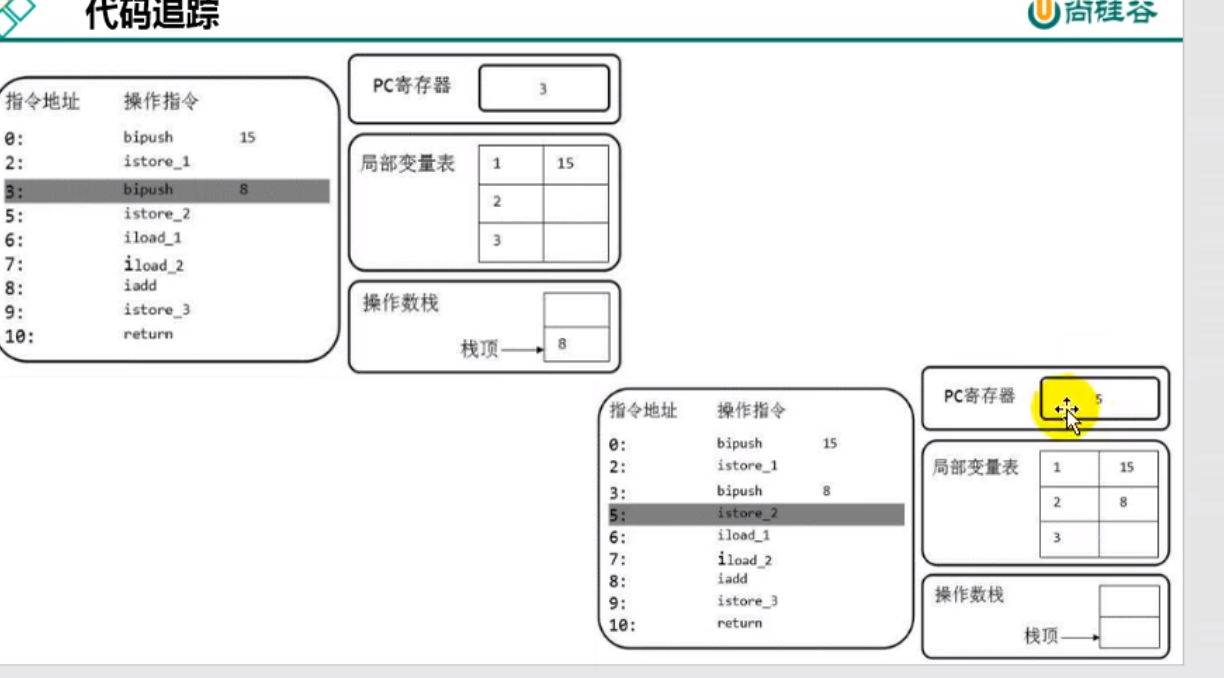 代码追踪
尚硅谷
指令地址 操作指令
0: bipush 15
2: istore_1
3: bipush 8
5: istore_2
6: iload_1
7: iload_2
8: iadd
9: istore_3
10: return
PC寄存器 3
局部变量表 1 15
2
3
操作数栈
栈顶 8
指令地址 操作指令
0: bipush 15
2: istore_1
3: bipush 8
5: istore_2
6: iload_1
7: iload_2
8: iadd
9: istore_3
10: return
PC寄存器 5
局部变量表 1 15
2 8
3
操作数栈
栈顶